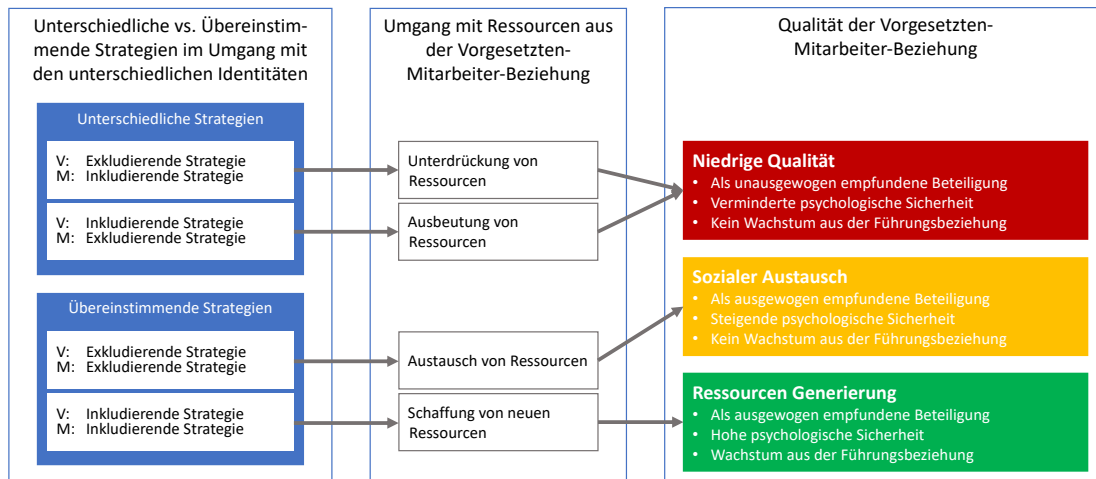 Unterschiedliche vs. Übereinstim-
mende Strategien im Umgang mit
den unterschiedlichen Identitäten
Unterschiedliche Strategien
V: Exkludierende Strategie
M: Inkludierende Strategie
V: Inkludierende Strategie
M: Exkludierende Strategie
Übereinstimmende Strategien
V: Exkludierende Strategie
M: Exkludierende Strategie
V: Inkludierende Strategie
M: Inkludierende Strategie
Umgang mit Ressourcen aus
der Vorgesetzten-
Mitarbeiter-Beziehung
Unterdrückung von
Ressourcen
Ausbeutung von
Ressourcen
Austausch von Ressourcen
Schaffung von neuen
Ressourcen
Qualität der Vorgesetzten-
Mitarbeiter-Beziehung
Niedrige Qualität
• Als unausgewogen empfundene Beteiligung
• Verminderte psychologische Sicherheit
• Kein Wachstum aus der Führungsbeziehung
Sozialer Austausch
• Als ausgewogen empfundene Beteiligung
• Steigende psychologische Sicherheit
• Kein Wachstum aus der Führungsbeziehung
Ressourcen Generierung
• Als ausgewogen empfundene Beteiligung
• Hohe psychologische Sicherheit
• Wachstum aus der Führungsbeziehung